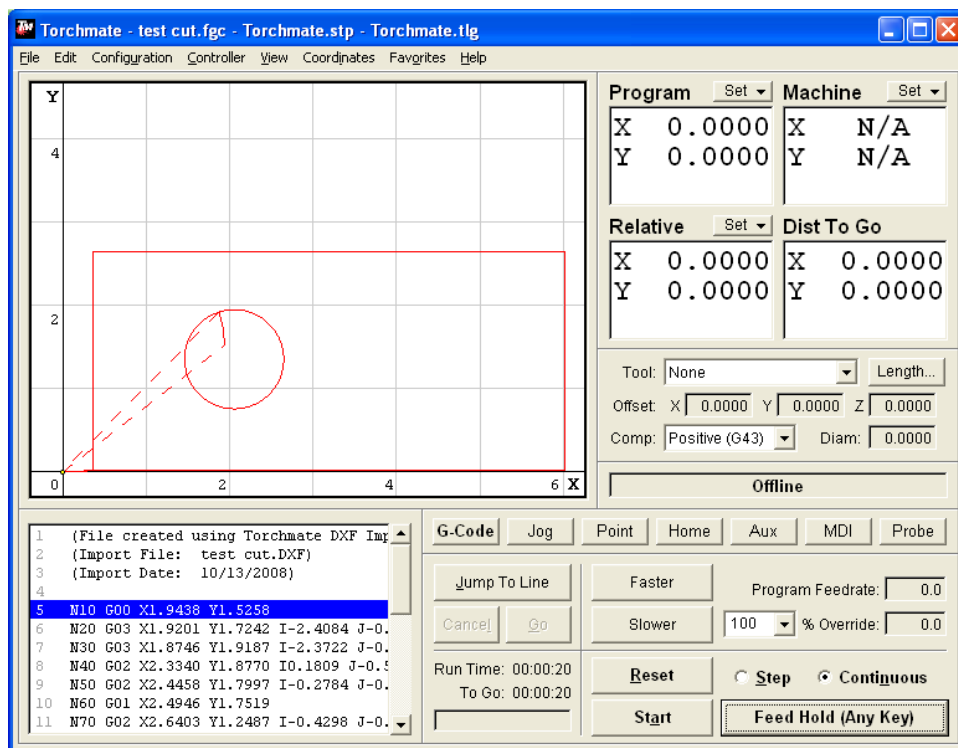 Torchmate - test cut.fgc - Torchmate.stp - Torchmate.tlg
File Edit Configuration Controller View Coordinates Favorites Help
Y
4
2
0 2 4 6 X
Program Set Machine Set
X 0.0000 X N/A
Y 0.0000 Y N/A
Relative Set Dist To Go
X 0.0000 X 0.0000
Y 0.0000 Y 0.0000
Tool: None Length...
Offset: X 0.0000 Y 0.0000 Z 0.0000
Comp: Positive (G43) Diam: 0.0000
Offline
1 (File created using Torchmate DXF Imp
2 (Import File: test cut.DXF)
3 (Import Date: 10/13/2008)
4
5 N10 G00 X1.9438 Y1.5258
6 N20 G03 X1.9201 Y1.7242 I-2.4084 J-0.
7 N30 G03 X1.8746 Y1.9187 I-2.3722 J-0.
8 N40 G02 X2.3340 Y1.8770 I0.1809 J-0.5
9 N50 G02 X2.4458 Y1.7997 I-0.2784 J-0.
10 N60 G01 X2.4946 Y1.7519
11 N70 G02 X2.6403 Y1.2487 I-0.4298 J-0.
G-Code Jog Point Home Aux MDI Probe
Jump To Line Faster Program Feedrate: 0.0
Cancel Go Slower 100 % Override: 0.0
Run Time: 00:00:20
To Go: 00:00:20
Reset Step Continuous
Start Feed Hold (Any Key)